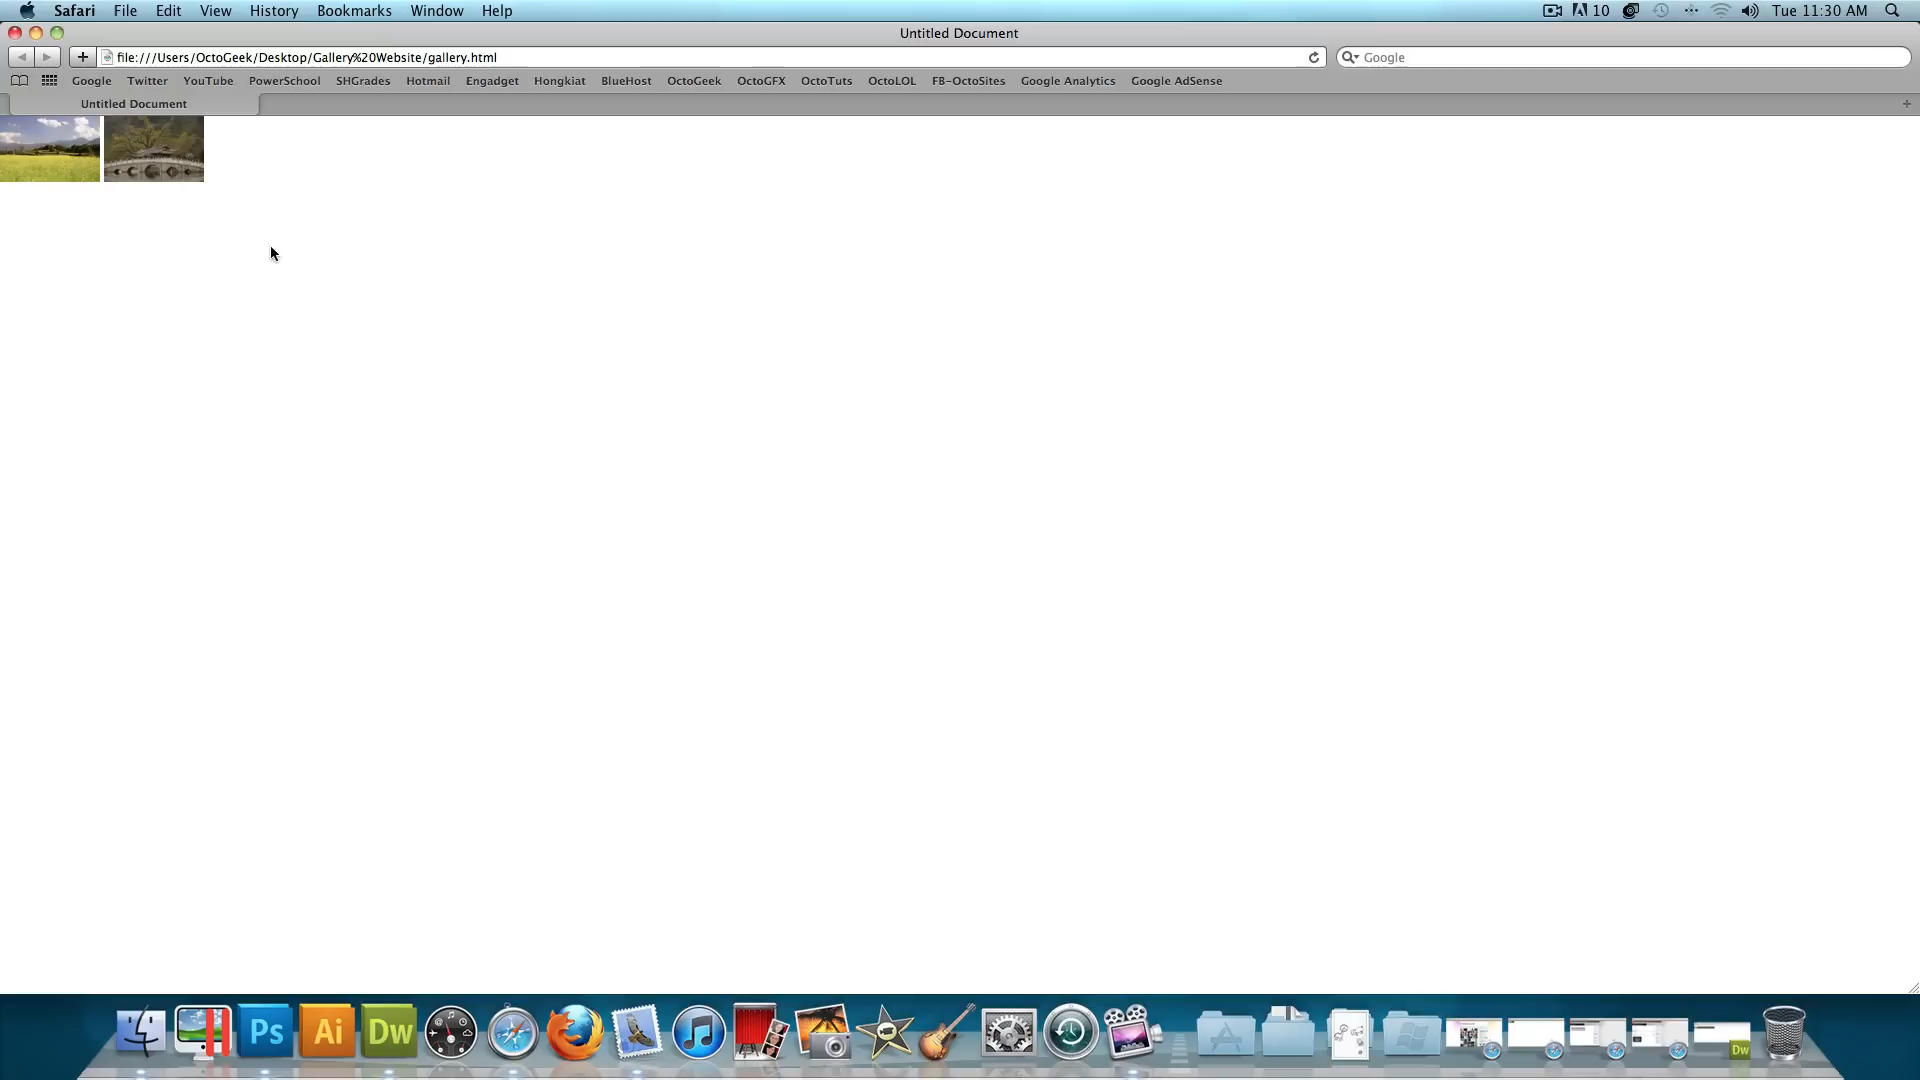 Safari File Edit View History Bookmarks Window Help 10 Tue 11:30 AM
Untitled Document
file:///Users/OctoGeek/Desktop/Gallery%20Website/gallery.html Google
Google Twitter YouTube PowerSchool SHGrades Hotmail Engadget Hongkiat BlueHost OctoGeek OctoGFX OctoTuts OctoLOL FB-OctoSites Google Analytics Google AdSense
Untitled Document
Ps Ai Dw Dw